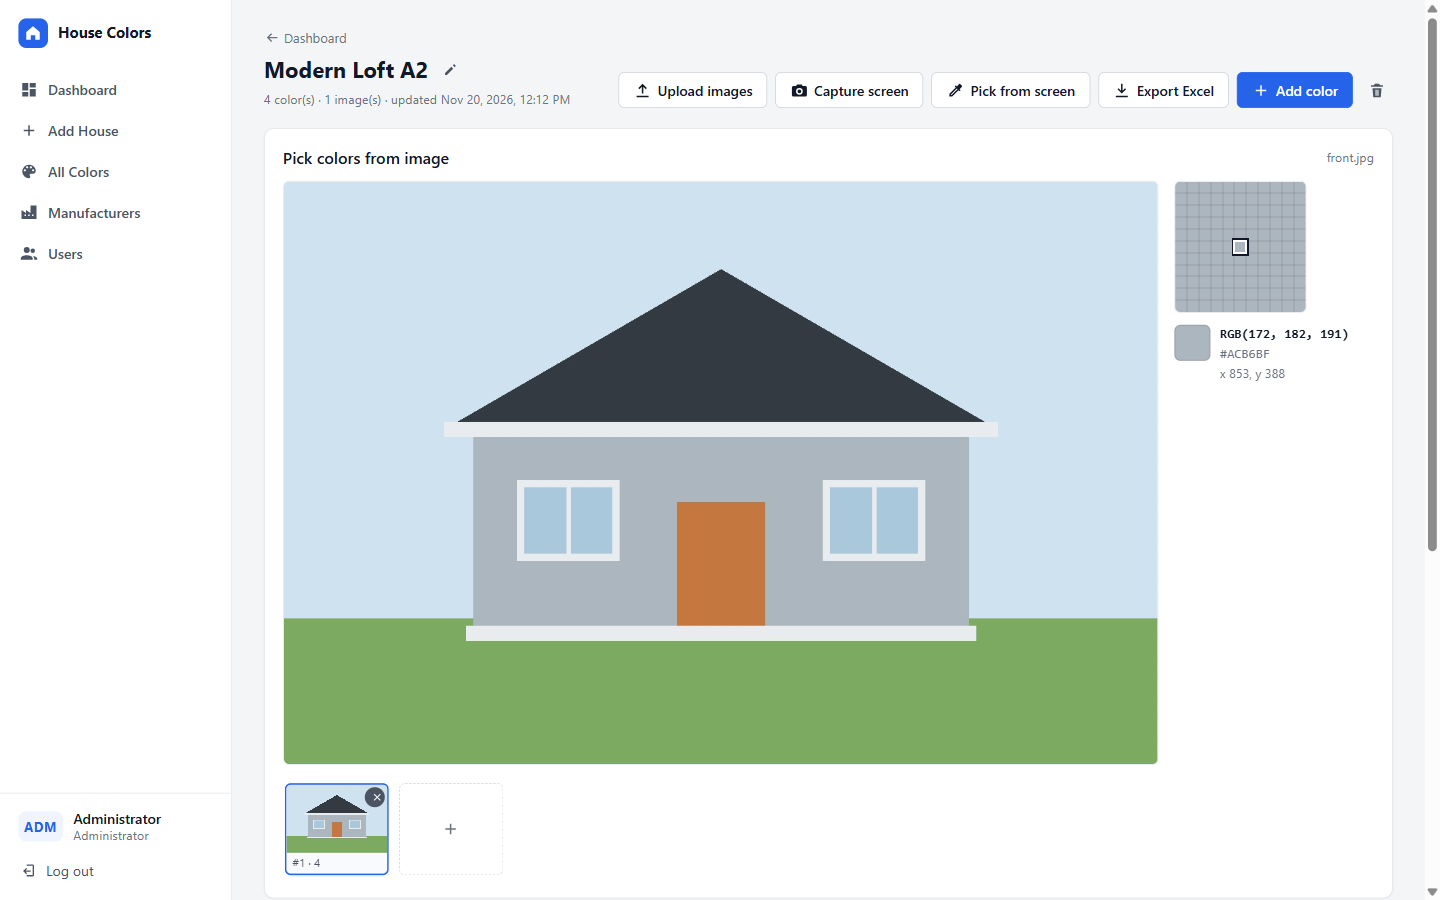 House Colors
Dashboard
Add House
All Colors
Manufacturers
Users
ADM
Administrator
Administrator
Log out
Dashboard
Modern Loft A2
4 color(s) · 1 image(s) · updated Nov 20, 2026, 12:12 PM
Upload images
Capture screen
Pick from screen
Export Excel
Add color
Pick colors from image
front.jpg
RGB(172, 182, 191)
#ACB6BF
x 853, y 388
#1 · 4